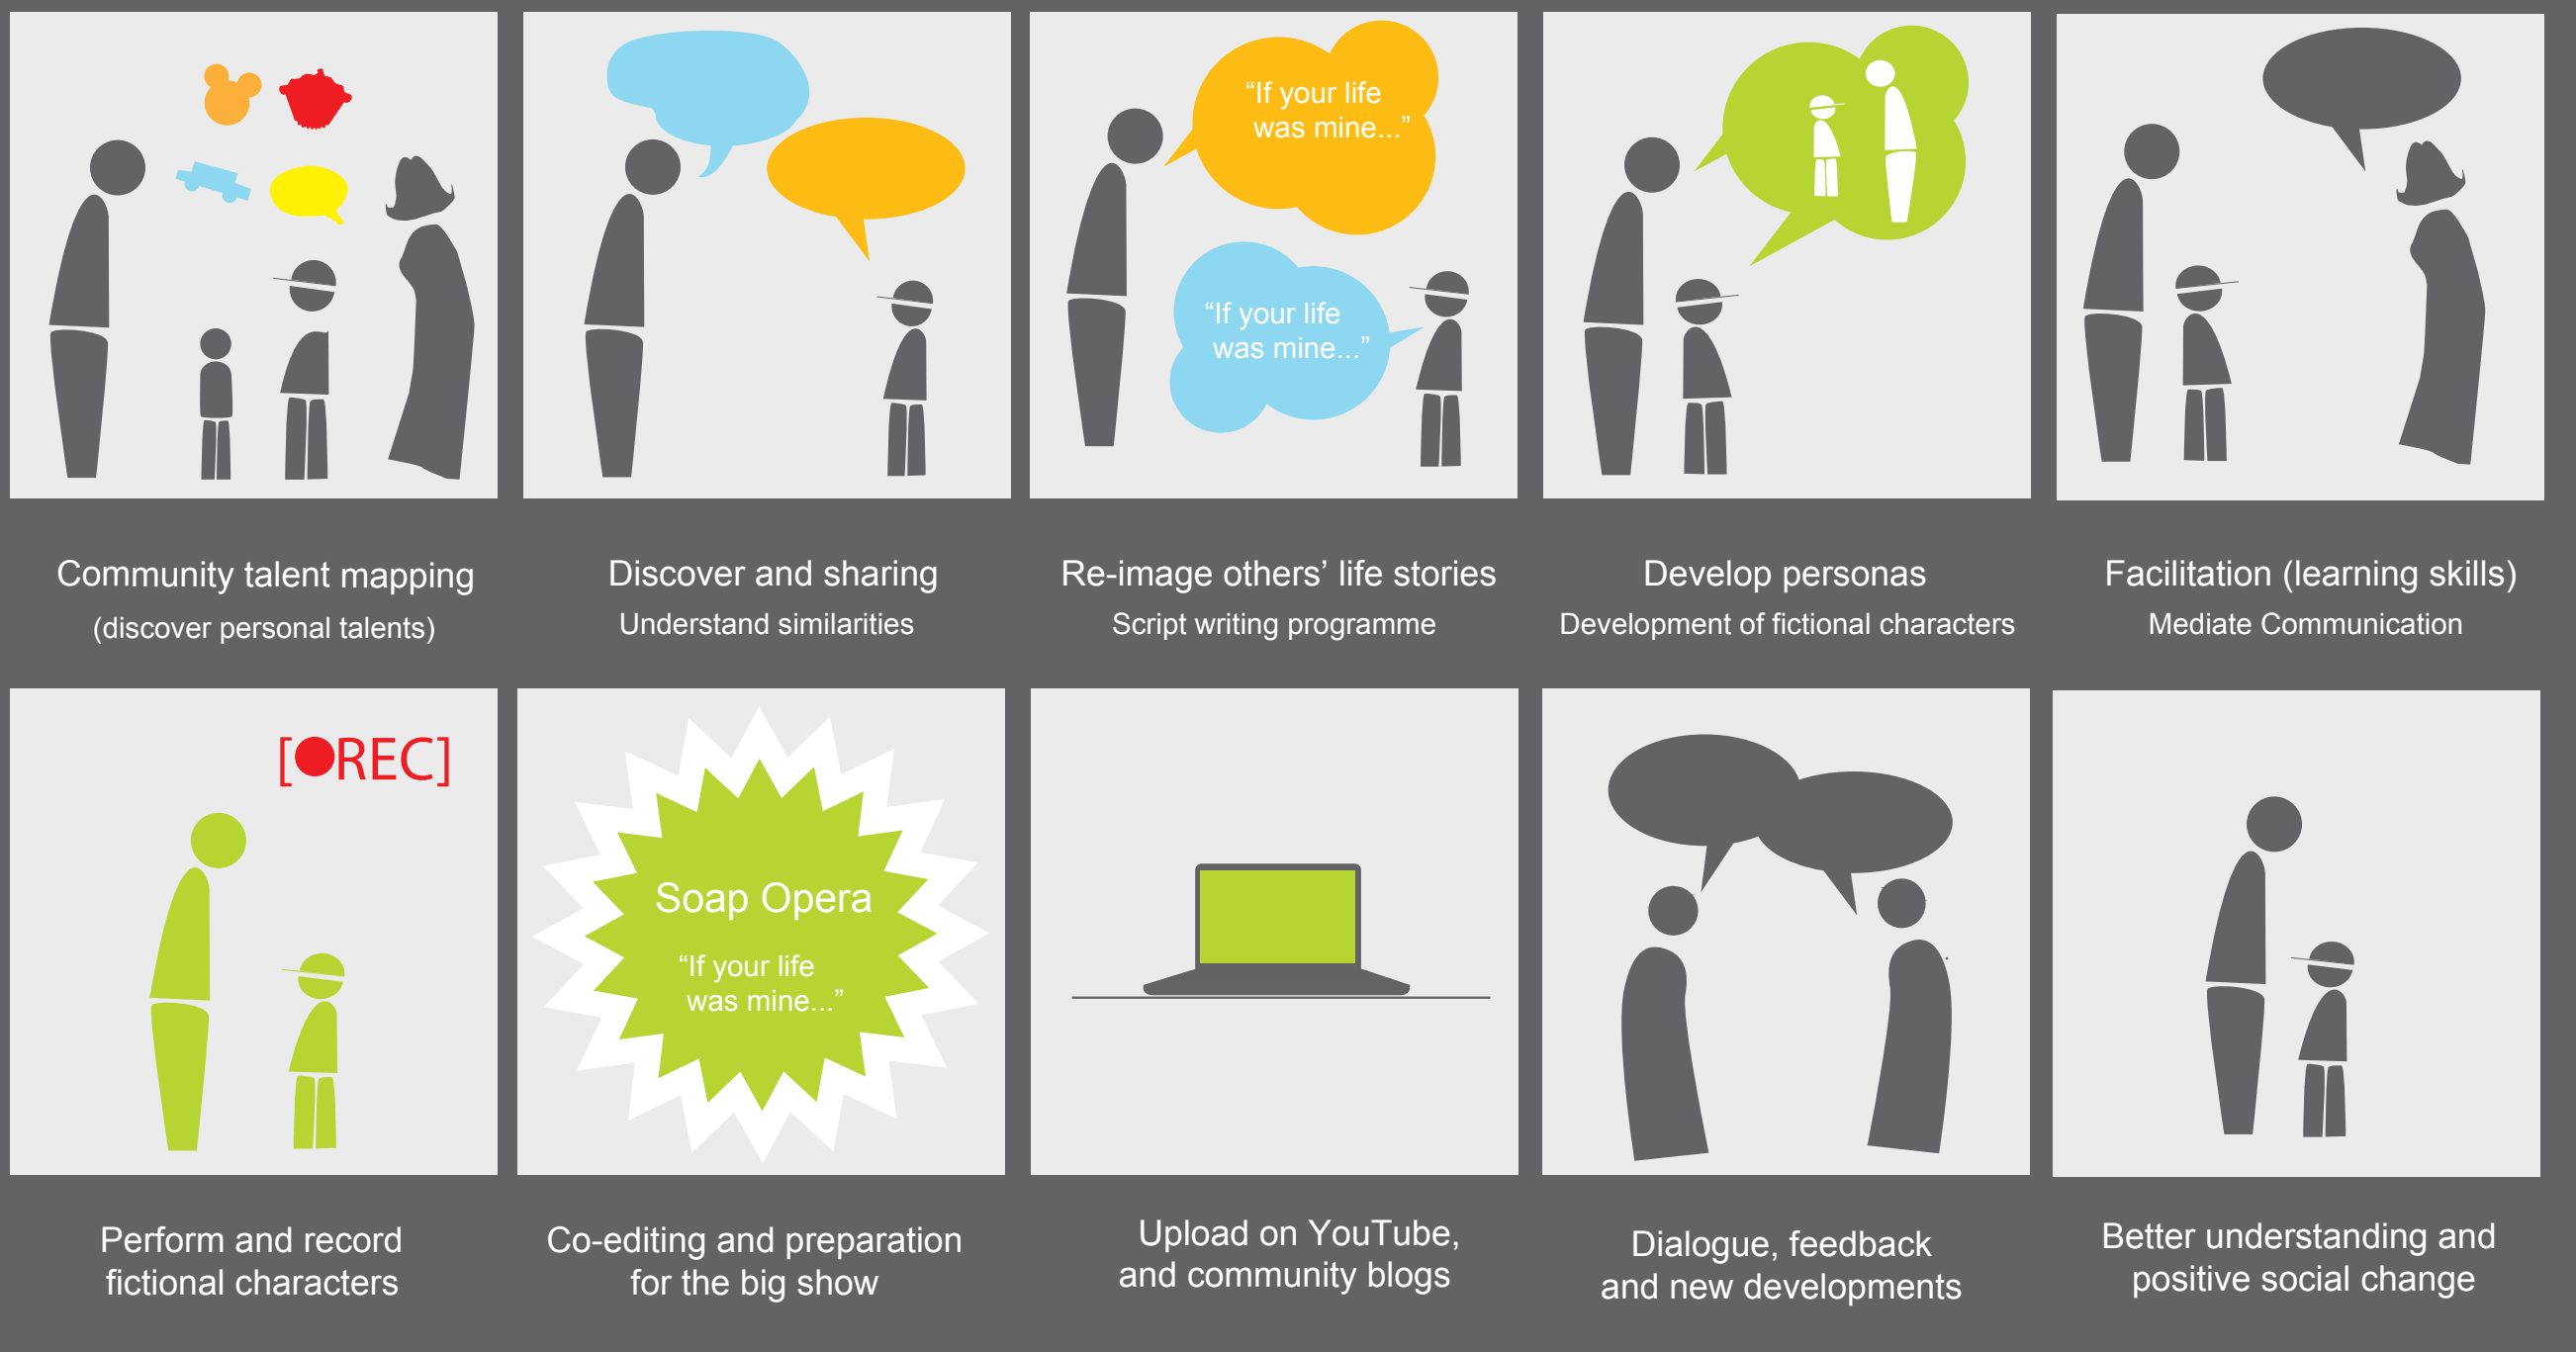 “If your life
was mine...”
“If your life
was mine...”
Community talent mapping
(discover personal talents)
Discover and sharing
Understand similarities
Re-image others’ life stories
Script writing programme
Develop personas
Development of fictional characters
Facilitation (learning skills)
Mediate Communication
[REC]
Soap Opera
“If your life
was mine...”
Perform and record
fictional characters
Co-editing and preparation
for the big show
Upload on YouTube,
and community blogs
Dialogue, feedback
and new developments
Better understanding and
positive social change